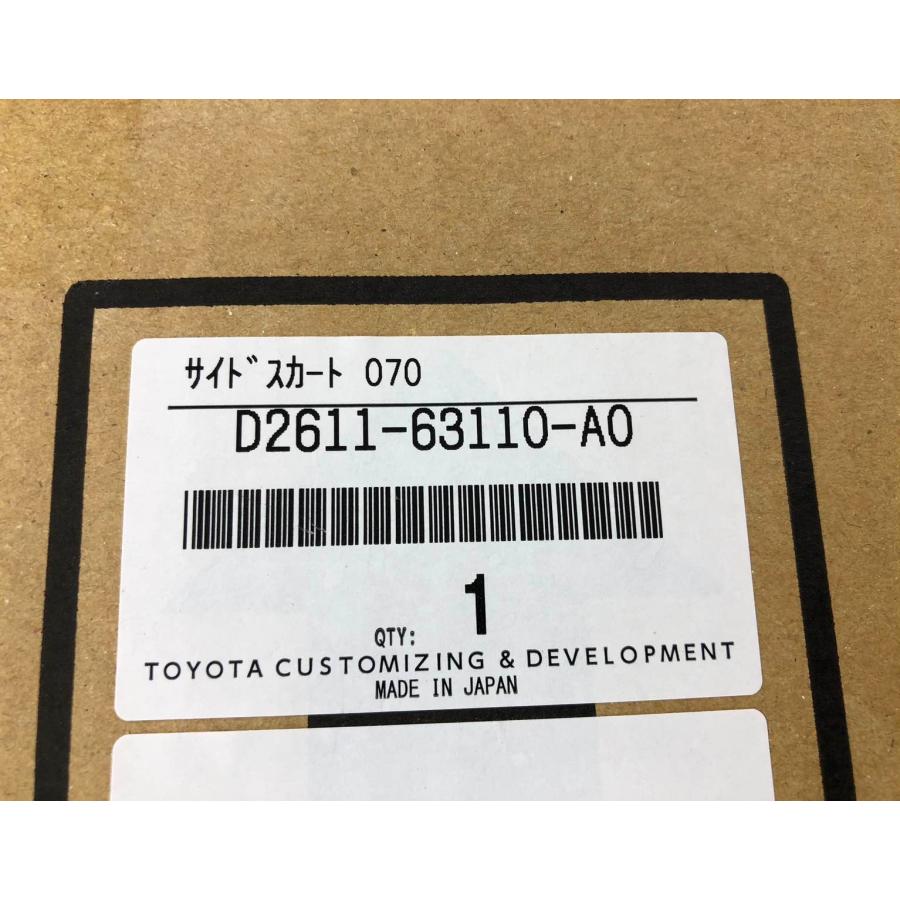 ｻｲﾄﾞｽｶｰﾄ 070
D2611-63110-A0
QTY: 1
TOYOTA CUSTOMIZING & DEVELOPMENT
MADE IN JAPAN